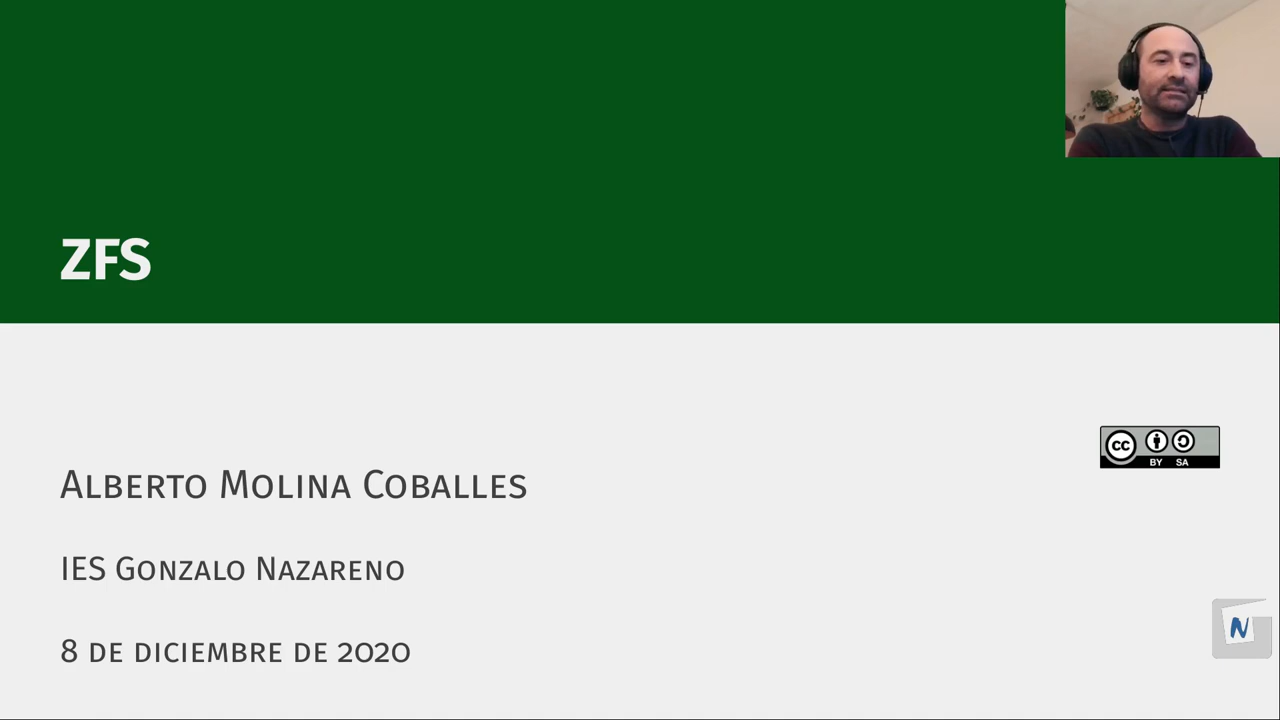 ZFS
Alberto Molina Coballes
IES Gonzalo Nazareno
8 de diciembre de 2020
CC BY SA
N